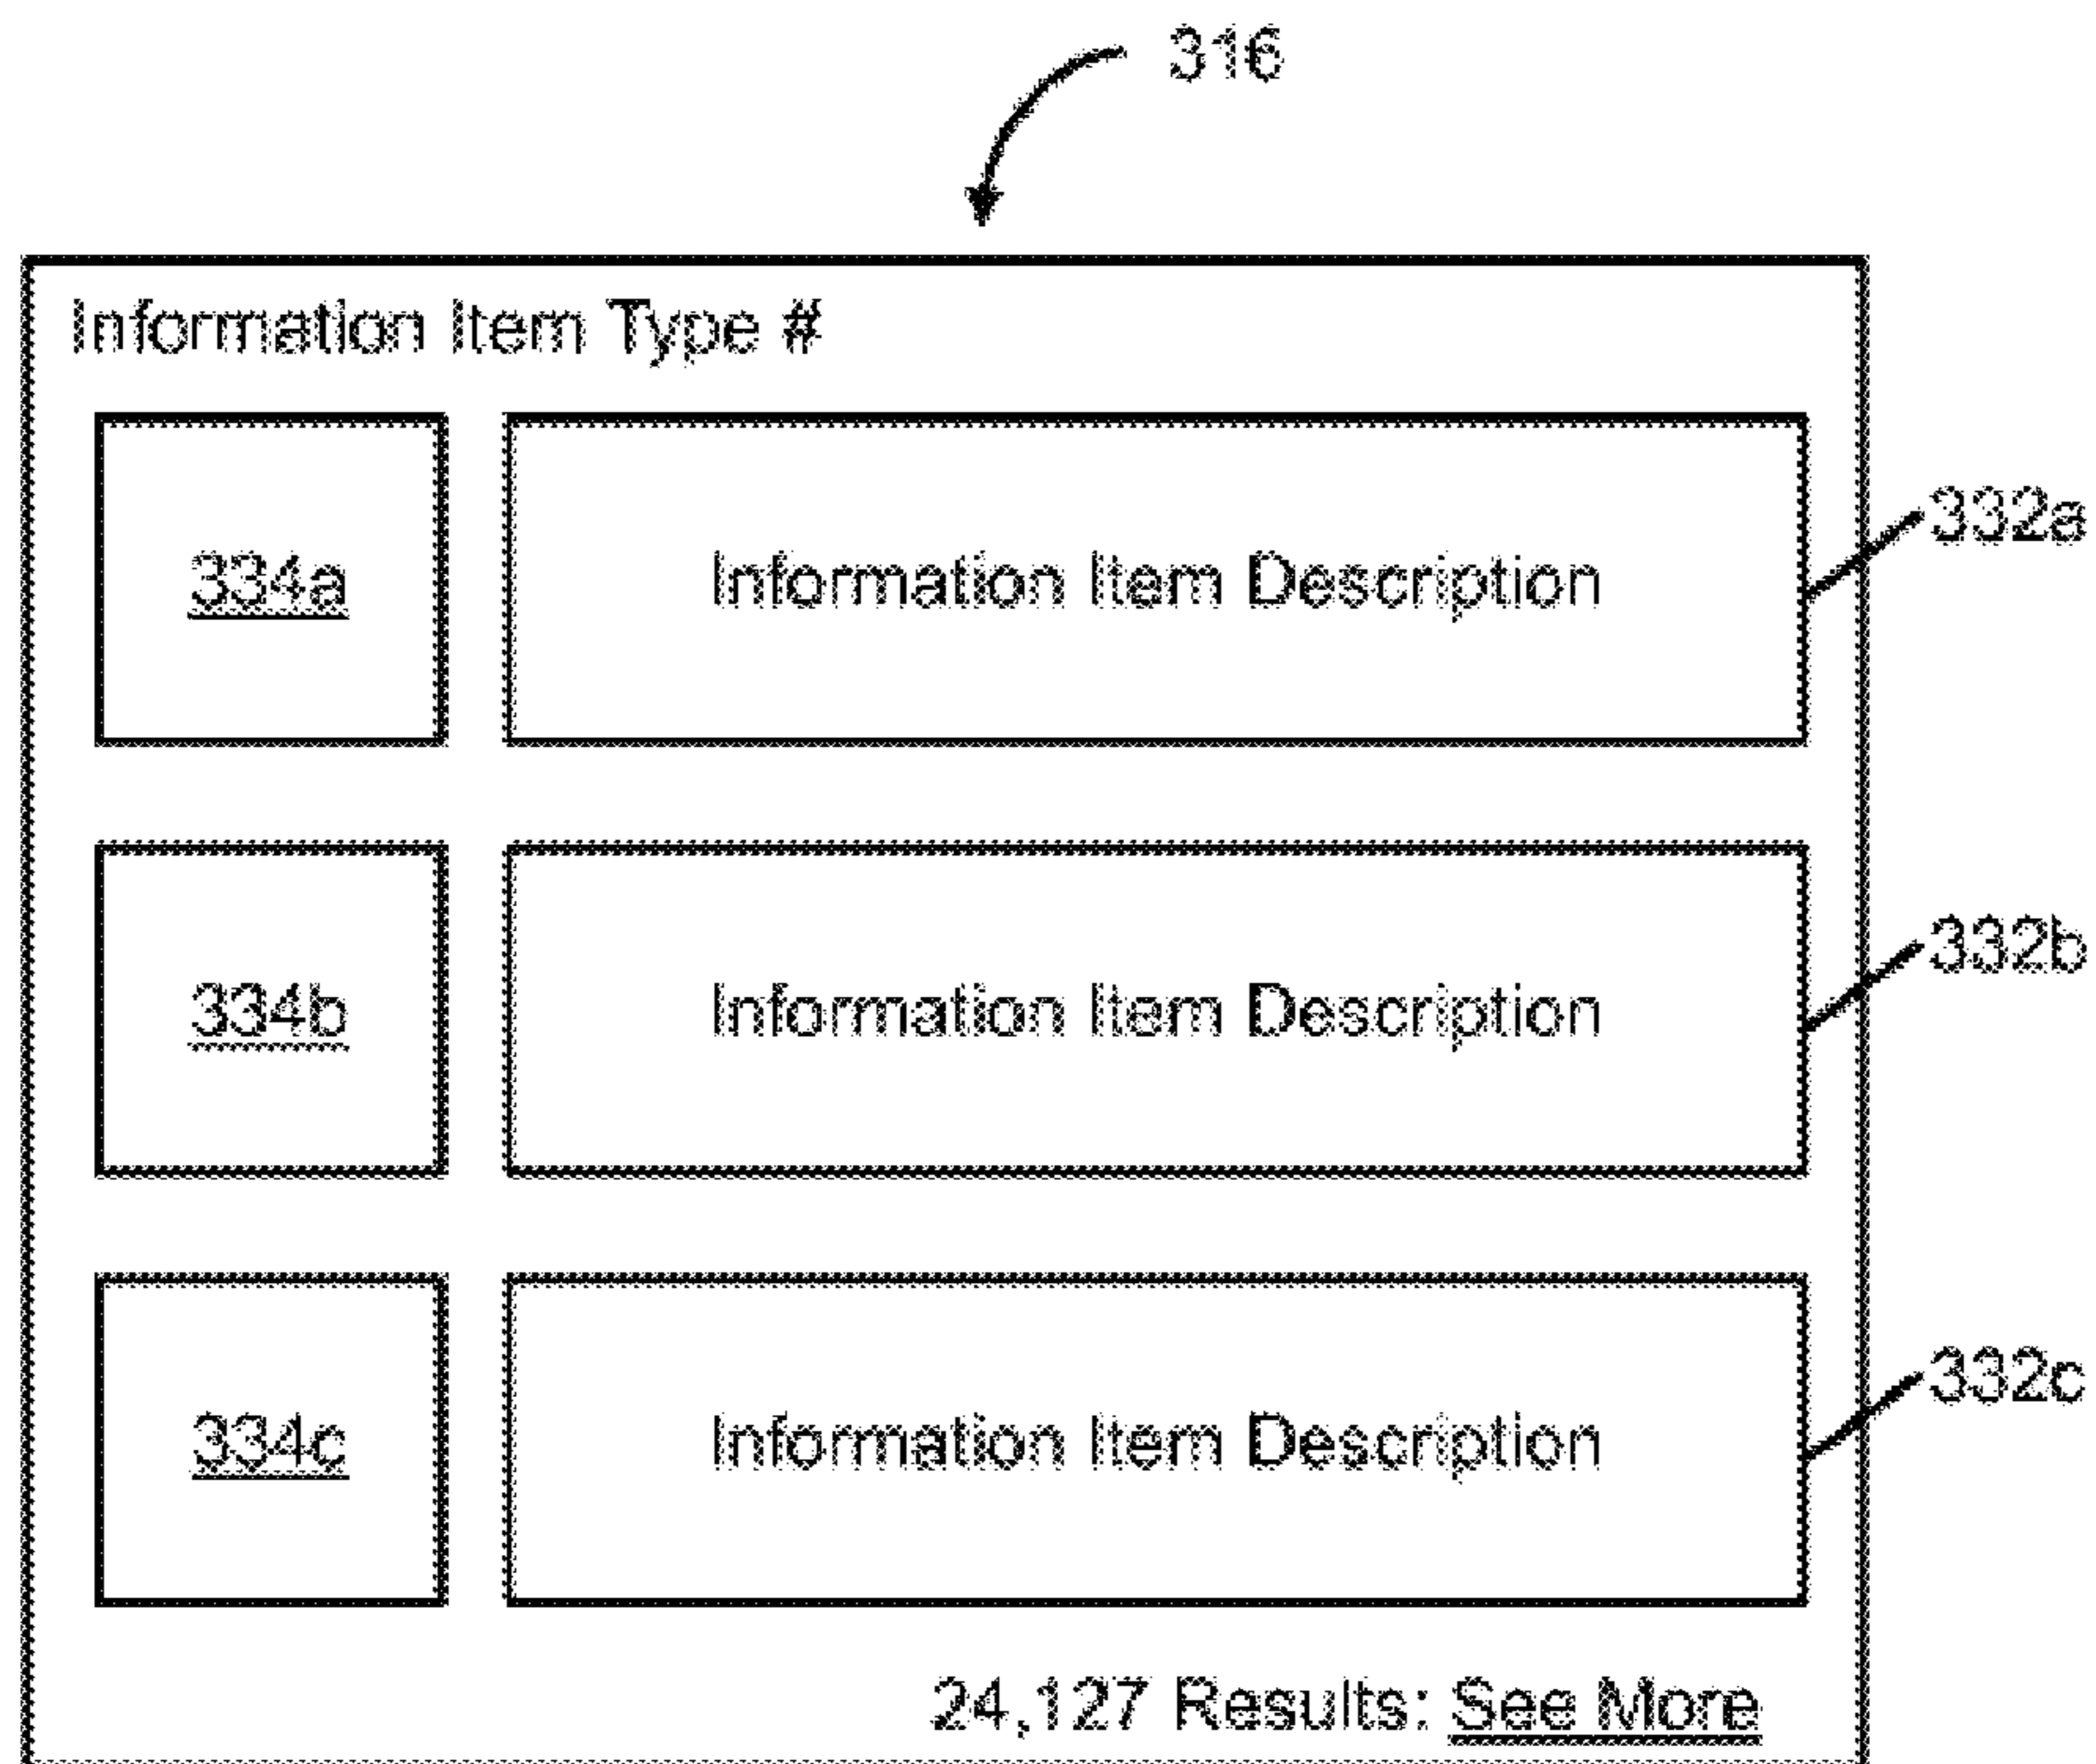 316
Information Item Type #
334a
Information Item Description
332a
334b
Information Item Description
332b
334c
Information Item Description
332c
24,127 Results: See More